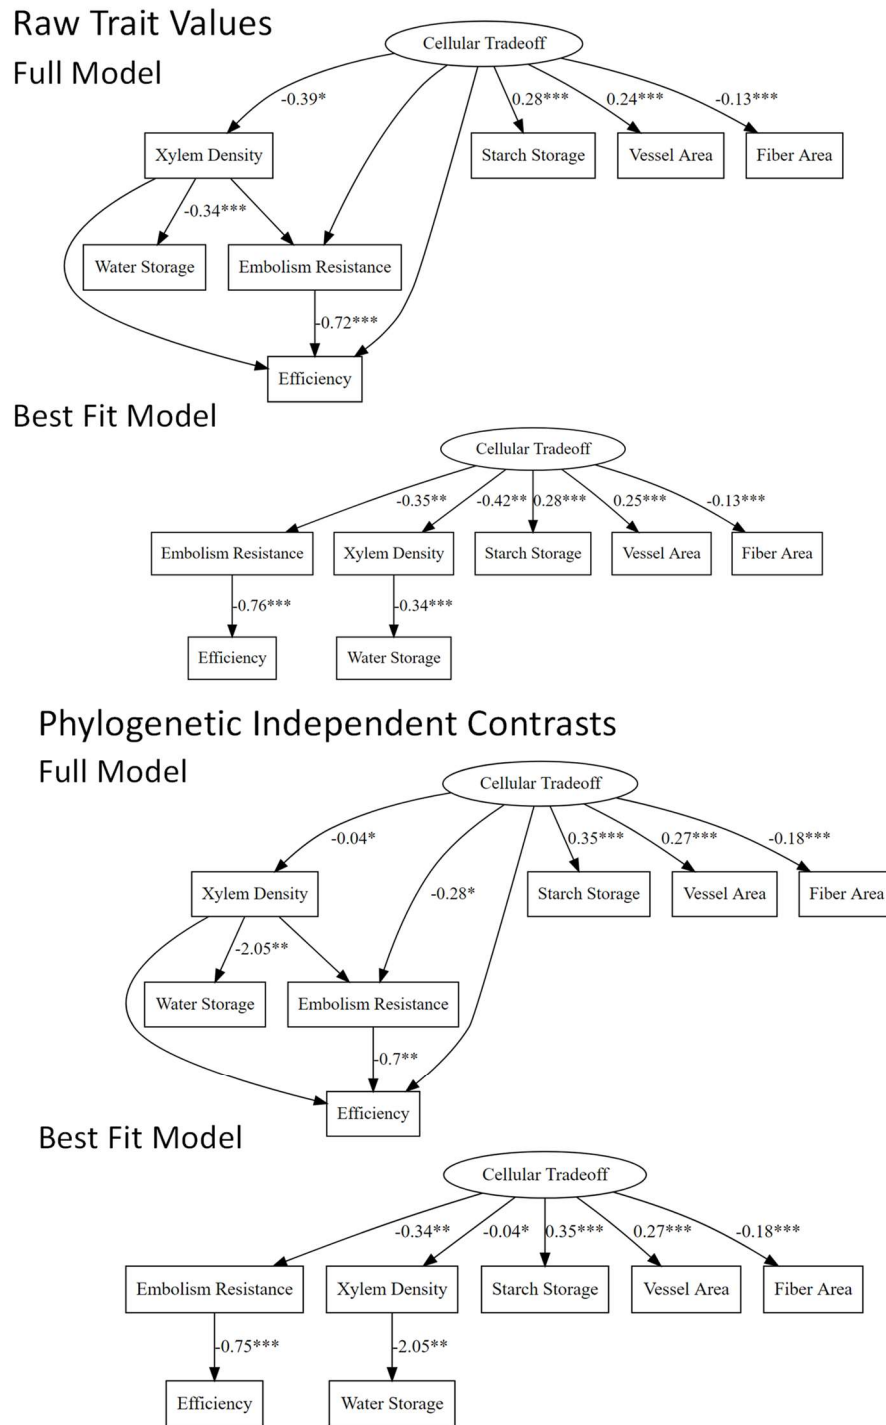 Raw Trait Values
Full Model
Cellular Tradeoff
-0.39*
0.28***
0.24***
-0.13***
Xylem Density
Starch Storage
Vessel Area
Fiber Area
-0.34***
Water Storage
Embolism Resistance
-0.72***
Efficiency
Best Fit Model
Cellular Tradeoff
-0.35**
-0.42**
0.28***
0.25***
-0.13***
Embolism Resistance
Xylem Density
Starch Storage
Vessel Area
Fiber Area
-0.76***
-0.34***
Efficiency
Water Storage
Phylogenetic Independent Contrasts
Full Model
Cellular Tradeoff
-0.04*
-0.28*
0.35***
0.27***
-0.18***
Xylem Density
Starch Storage
Vessel Area
Fiber Area
-2.05**
Water Storage
Embolism Resistance
-0.7**
Efficiency
Best Fit Model
Cellular Tradeoff
-0.34**
-0.04*
0.35***
0.27***
-0.18***
Embolism Resistance
Xylem Density
Starch Storage
Vessel Area
Fiber Area
-0.75***
-2.05**
Efficiency
Water Storage